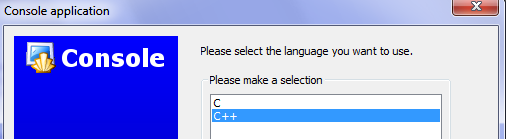 Console application
Console
Please select the language you want to use.
Please make a selection
C
C++